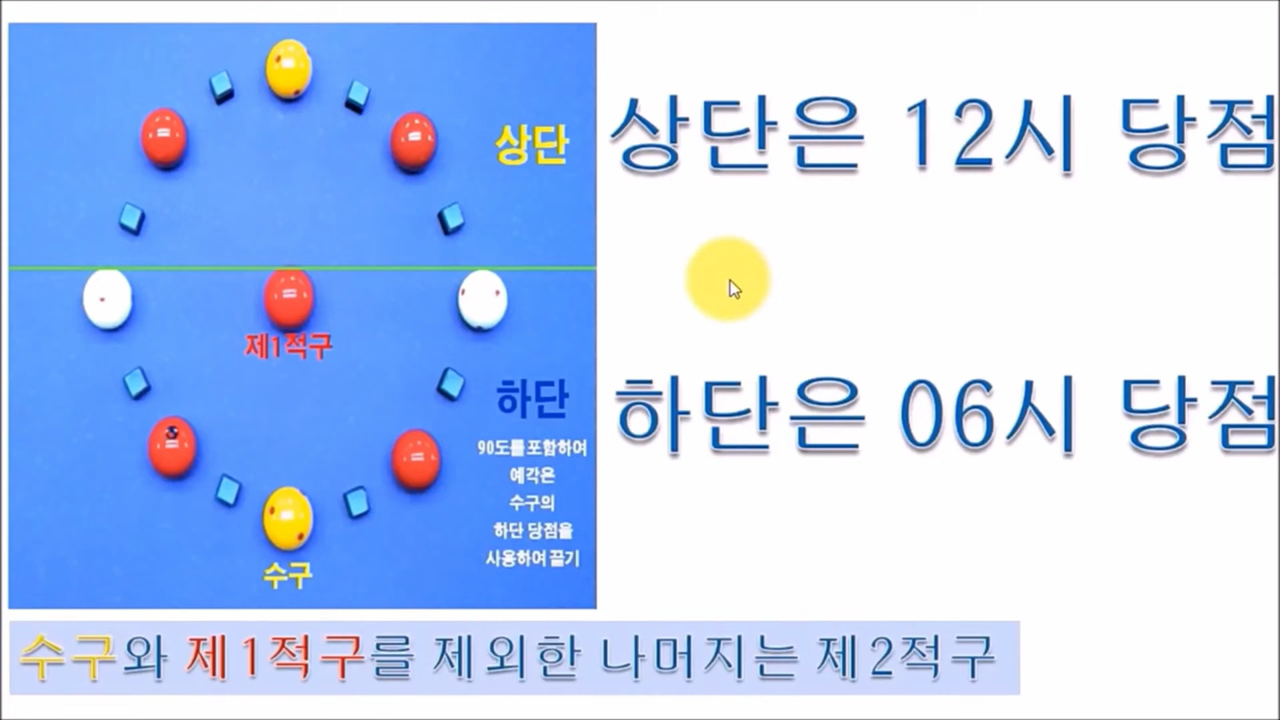 상단
상단은 12시 당점
제1적구
하단
하단은 06시 당점
90도를 포함하여
예각은
수구의
하단 당점을
사용하여 끌기
수구
수구와 제1적구를 제외한 나머지는 제2적구